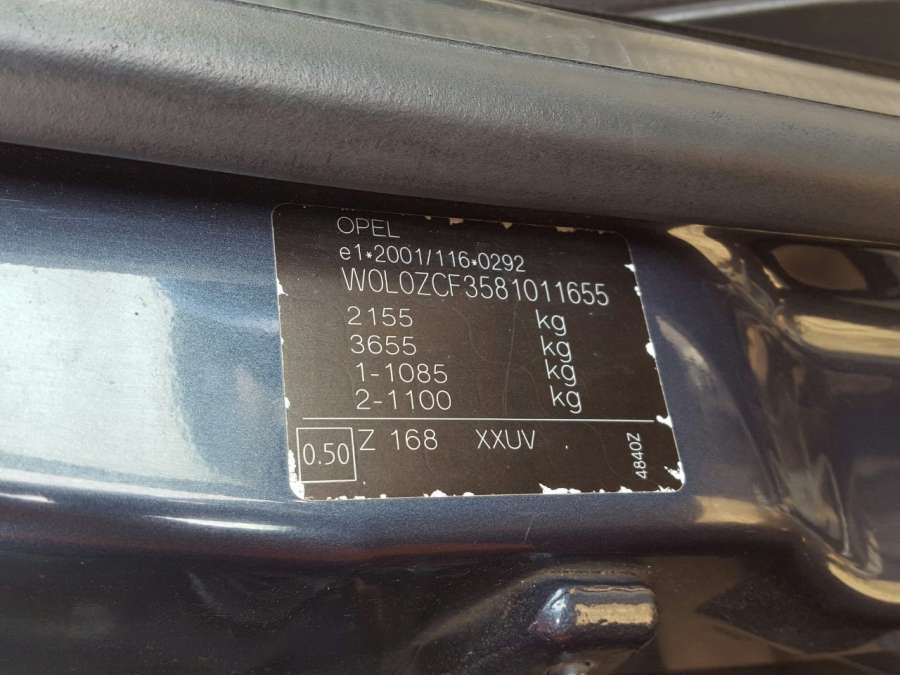 OPEL
e1*2001/116*0292
W0L0ZCF3581011655
2155 kg
3655 kg
1-1085 kg
2-1100 kg
0.50 Z 168 XXUV .
4840Z